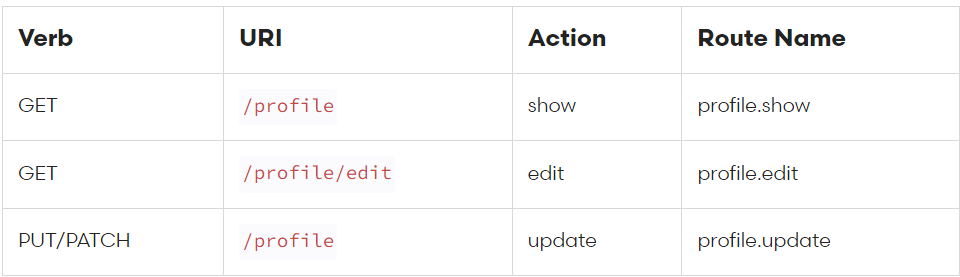 Verb URI Action Route Name
GET /profile show profile.show
GET /profile/edit edit profile.edit
PUT/PATCH /profile update profile.update